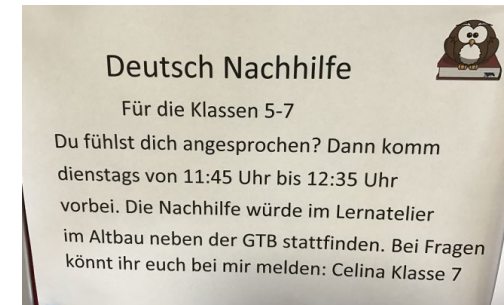 Deutsch Nachhilfe
Für die Klassen 5-7
Du fühlst dich angesprochen? Dann komm
dienstags von 11:45 Uhr bis 12:35 Uhr
vorbei. Die Nachhilfe würde im Lernatelier
im Altbau neben der GTB stattfinden. Bei Fragen
könnt ihr euch bei mir melden: Celina Klasse 7